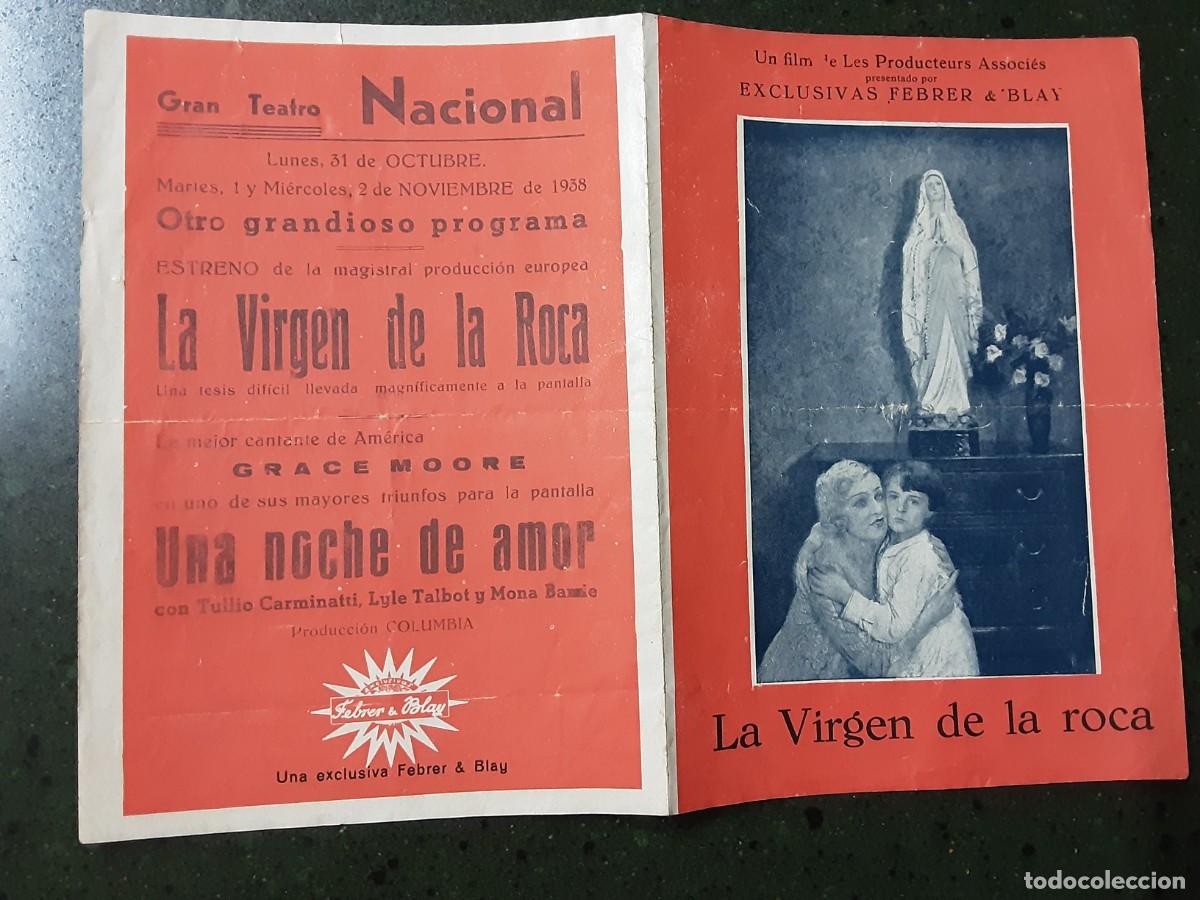 Gran Teatro Nacional
Lunes, 31 de OCTUBRE.
Martes, 1 y Miércoles, 2 de NOVIEMBRE de 1938
Otro grandioso programa
ESTRENO de la magistral producción europea
La Virgen de la Roca
Una tesis difícil llevada magníficamente a la pantalla
mejor cantante de América
GRACE MOORE
en uno de sus mayores triunfos para la pantalla
Una noche de amor
con Tullio Carminatti, Lyle Talbot y Mona
Producción COLUMBIA
Febrer & Blay
Una exclusiva Febrer & Blay
Un film de Les Producteurs Associés
presentado por
EXCLUSIVAS FEBRER & BLAY
La Virgen de la roca
todocoleccion